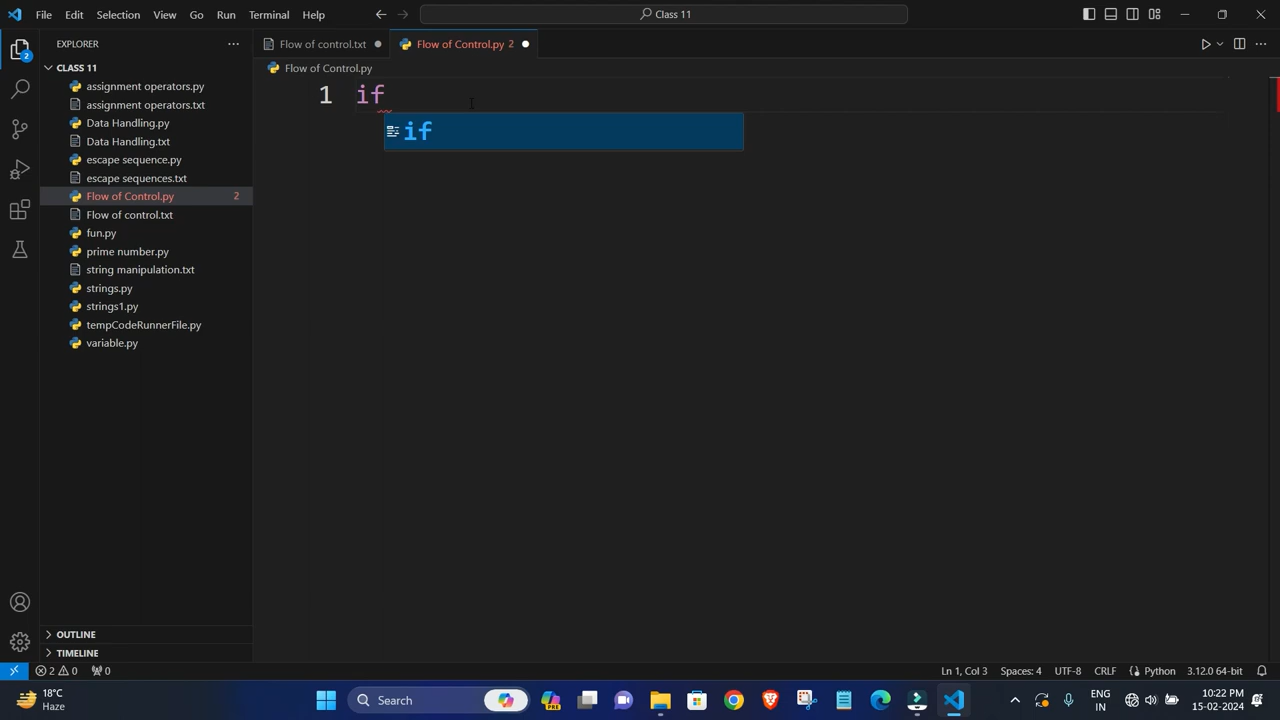 File Edit Selection View Go Run Terminal Help
Class 11
EXPLORER
Flow of control.txt
Flow of Control.py 2
CLASS 11
Flow of Control.py
assignment operators.py
assignment operators.txt
Data Handling.py
Data Handling.txt
escape sequence.py
escape sequences.txt
Flow of Control.py 2
Flow of control.txt
fun.py
prime number.py
string manipulation.txt
strings.py
strings1.py
tempCodeRunnerFile.py
variable.py
2
1 if
if
OUTLINE
TIMELINE
2 0 0
Ln 1, Col 3 Spaces: 4 UTF-8 CRLF Python 3.12.0 64-bit
18°C
Haze
Search
PRE
ENG
IN
10:22 PM
15-02-2024